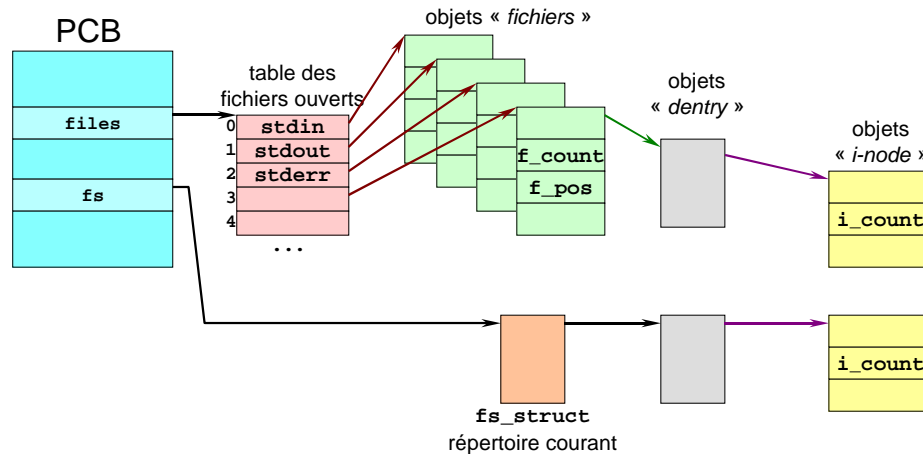 PCB
files
fs
table des
fichiers ouverts
0
stdin
1
stdout
2
stderr
3
4
...
objets « fichiers »
f_count
f_pos
objets
« dentry »
objets
« i-node »
i_count
fs_struct
répertoire courant
i_count